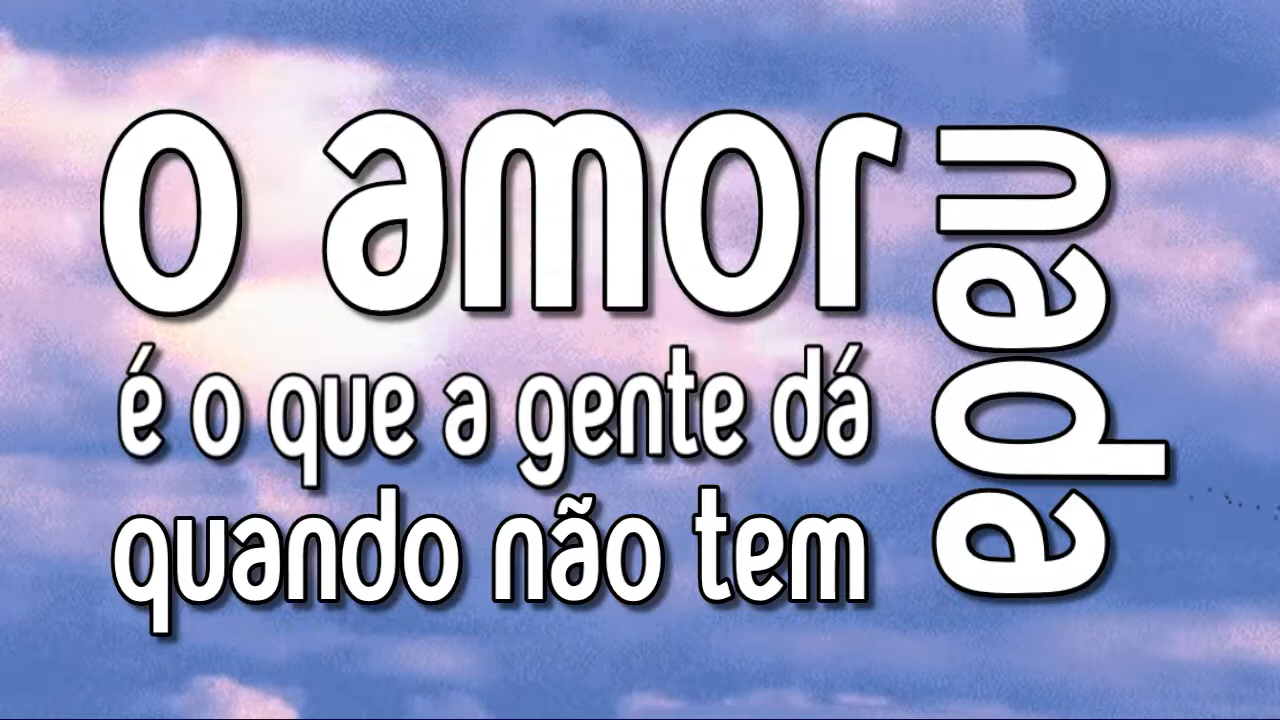 o amor
é o que a gente dá
quando não tem
nada